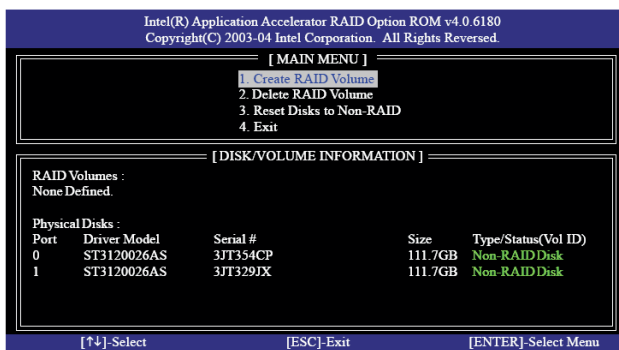 Intel(R) Application Accelerator RAID Option ROM v4.0.6180
Copyright(C) 2003-04 Intel Corporation. All Rights Reversed.
[ MAIN MENU ]
1. Create RAID Volume
2. Delete RAID Volume
3. Reset Disks to Non-RAID
4. Exit
[ DISK/VOLUME INFORMATION ]
RAID Volumes :
None Defined.
Physical Disks :
Port Driver Model Serial # Size Type/Status(Vol ID)
0 ST3120026AS 3JT354CP 111.7GB Non-RAID Disk
1 ST3120026AS 3JT329JX 111.7GB Non-RAID Disk
[↑↓]-Select [ESC]-Exit [ENTER]-Select Menu